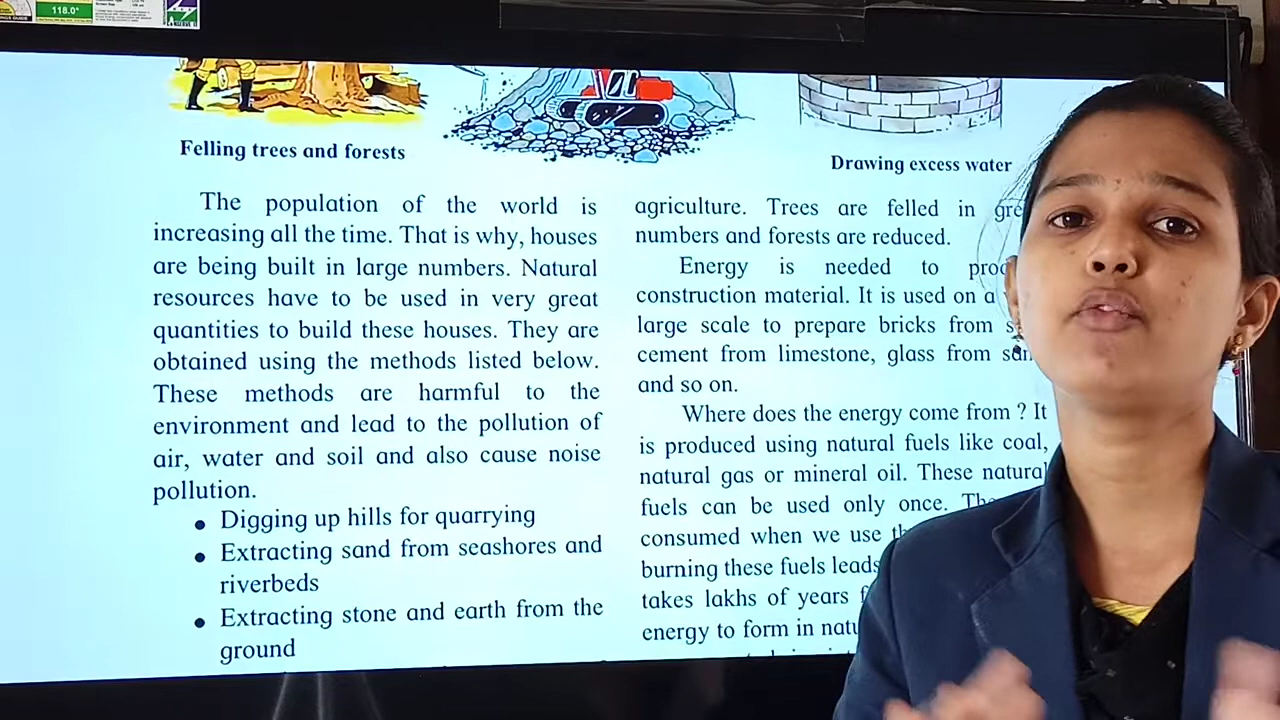 118.0*
Felling trees and forests
Drawing excess water
The population of the world is
increasing all the time. That is why, houses
are being built in large numbers. Natural
resources have to be used in very great
quantities to build these houses. They are
obtained using the methods listed below.
These methods are harmful to the
environment and lead to the pollution of
air, water and soil and also cause noise
pollution.
• Digging up hills for quarrying
• Extracting sand from seashores and
riverbeds
• Extracting stone and earth from the
ground
agriculture. Trees are felled in
numbers and forests are reduced.
Energy is needed to
construction material. It is used on a
large scale to prepare bricks from
cement from limestone, glass from
and so on.
Where does the energy come from ? It
is produced using natural fuels like coal,
natural gas or mineral oil. These natural
fuels can be used only once.
consumed when we use
burning these fuels leads
takes lakhs of years
energy to form in